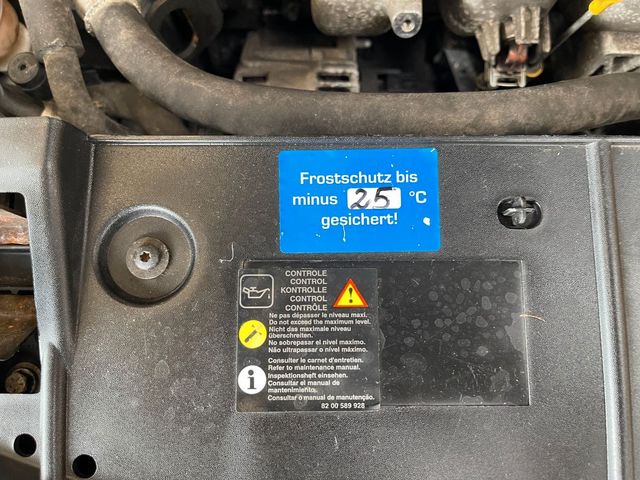 Frostschutz bis
minus 25 °C
gesichert!
CONTROLE
CONTROL
KONTROLLE
CONTROL
CONTRÔLE
Ne pas dépasser le niveau maxi.
Do not exceed the maximum level.
Nicht das maximale niveau
überschreiten.
No sobrepasar el nivel maximo.
Não ultrapassar o nível máximo.
Consulter le carnet d'entretien.
Refer to maintenance manual.
Inspektionsheft einsehen.
Consultar el manual de
mantenimiento.
Consultar o manual de manutenção.
82 00 589 928